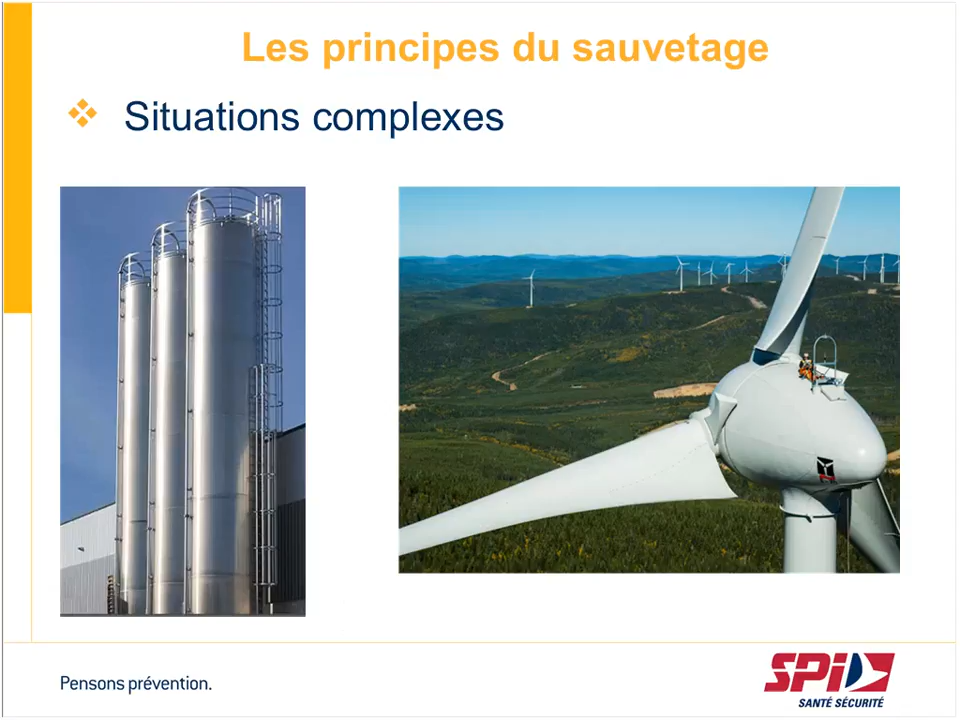 Les principes du sauvetage
Situations complexes
Pensons prévention.
SPi
SANTÉ SÉCURITÉ